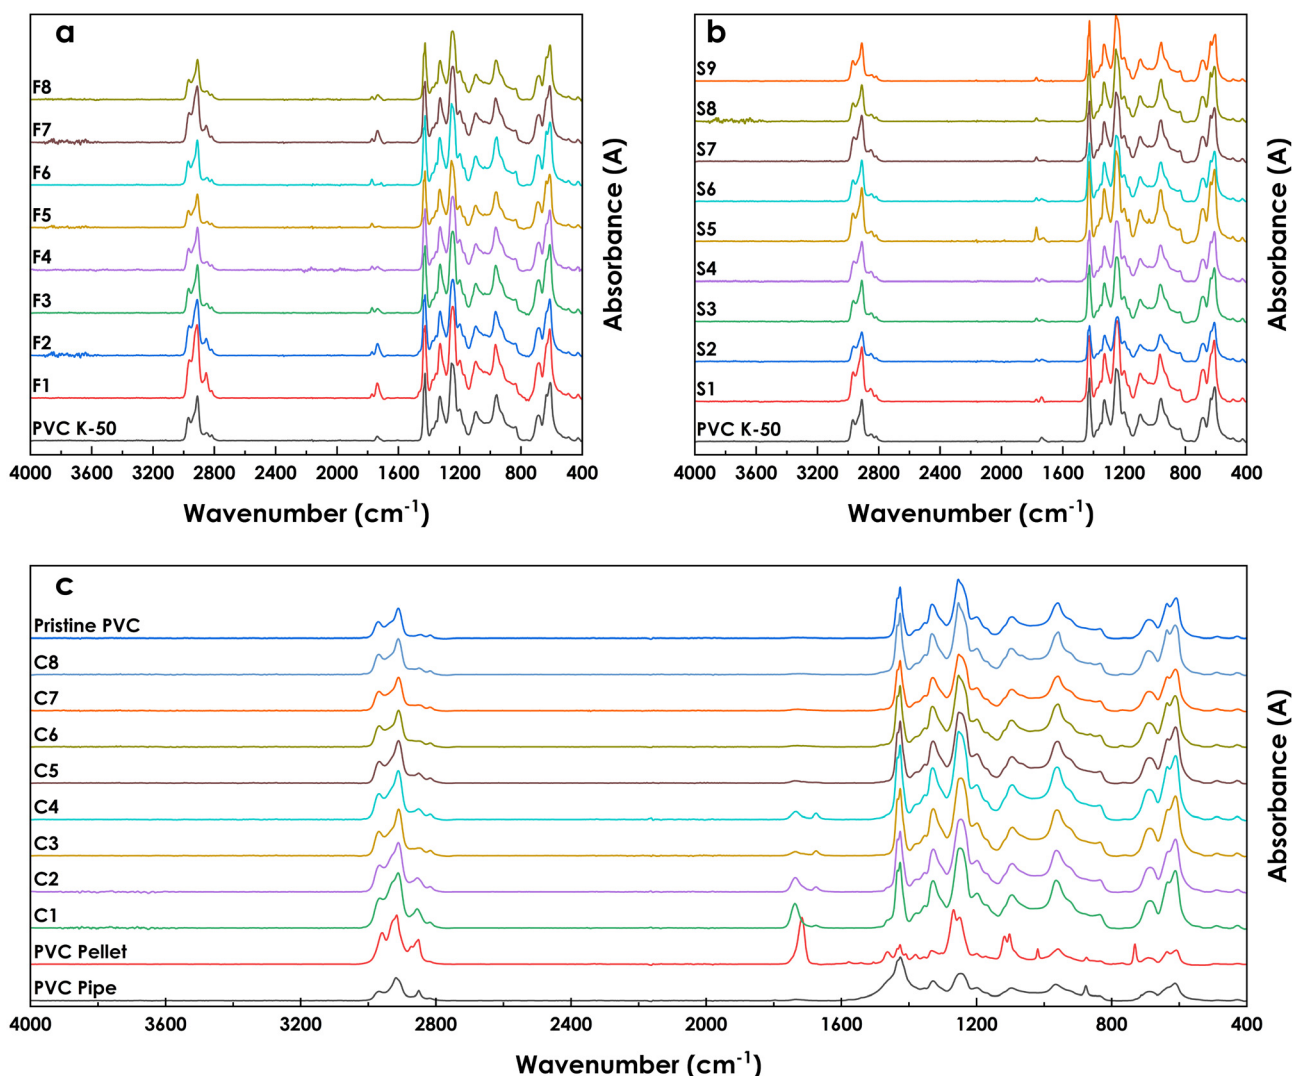 a
F8
F7
F6
F5
F4
F3
F2
F1
PVC K-50
4000 3600 3200 2800 2400 2000 1600 1200 800 400
Wavenumber (cm-1)
Absorbance (A)
b
S9
S8
S7
S6
S5
S4
S3
S2
S1
PVC K-50
4000 3600 3200 2800 2400 2000 1600 1200 800 400
Wavenumber (cm-1)
Absorbance (A)
c
Pristine PVC
C8
C7
C6
C5
C4
C3
C2
C1
PVC Pellet
PVC Pipe
4000 3600 3200 2800 2400 2000 1600 1200 800 400
Wavenumber (cm-1)
Absorbance (A)